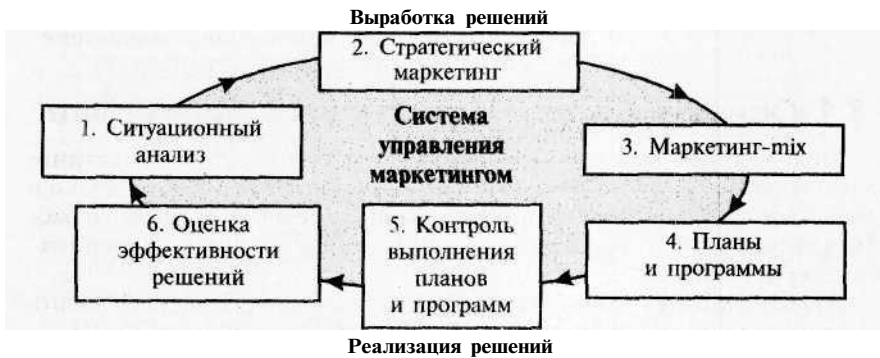 Выработка решений
2. Стратегический
маркетинг
1. Ситуационный
анализ
Система
управления
маркетингом
3. Маркетинг-mix
6. Оценка
эффективности
решений
5. Контроль
выполнения
планов
и программ
4. Планы
и программы
Реализация решений